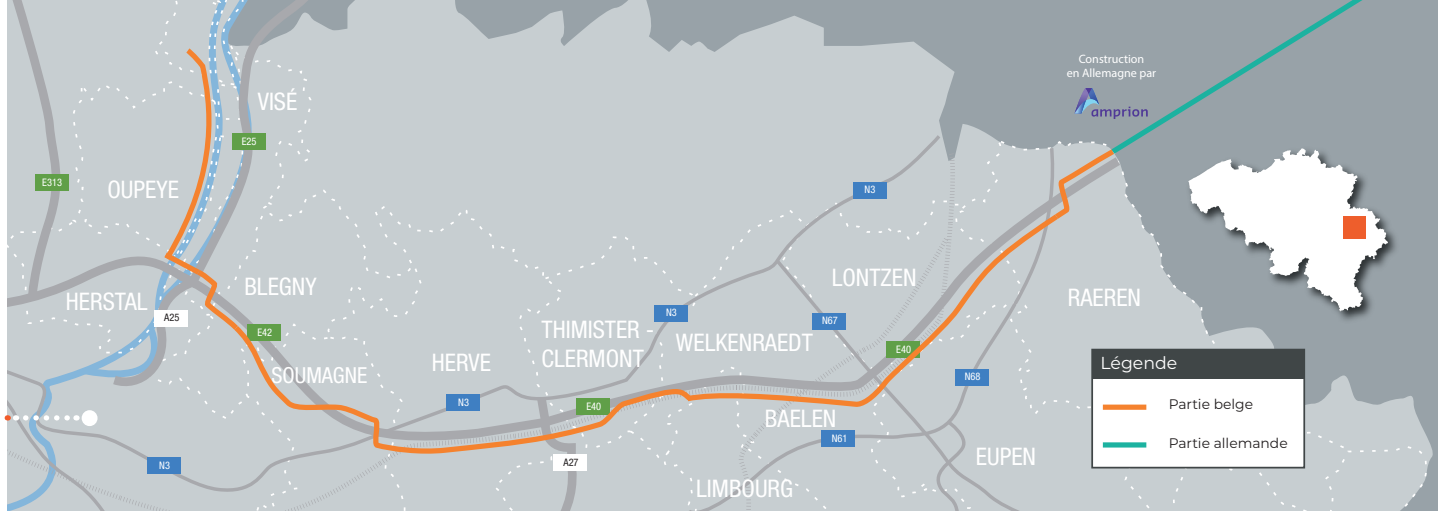 Construction
en Allemagne par
amprion
VISÉ
E25
E313
OUPEYE
N3
LONTZEN
BLEGNY
RAEREN
HERSTAL
A25
E42
THIMISTER -
CLERMONT
N3
N67
WELKENRAEDT
E40
HERVE
SOUMAGNE
N68
N3
E40
BAELEN
N61
EUPEN
N3
A27
LIMBOURG
Légende
Partie belge
Partie allemande